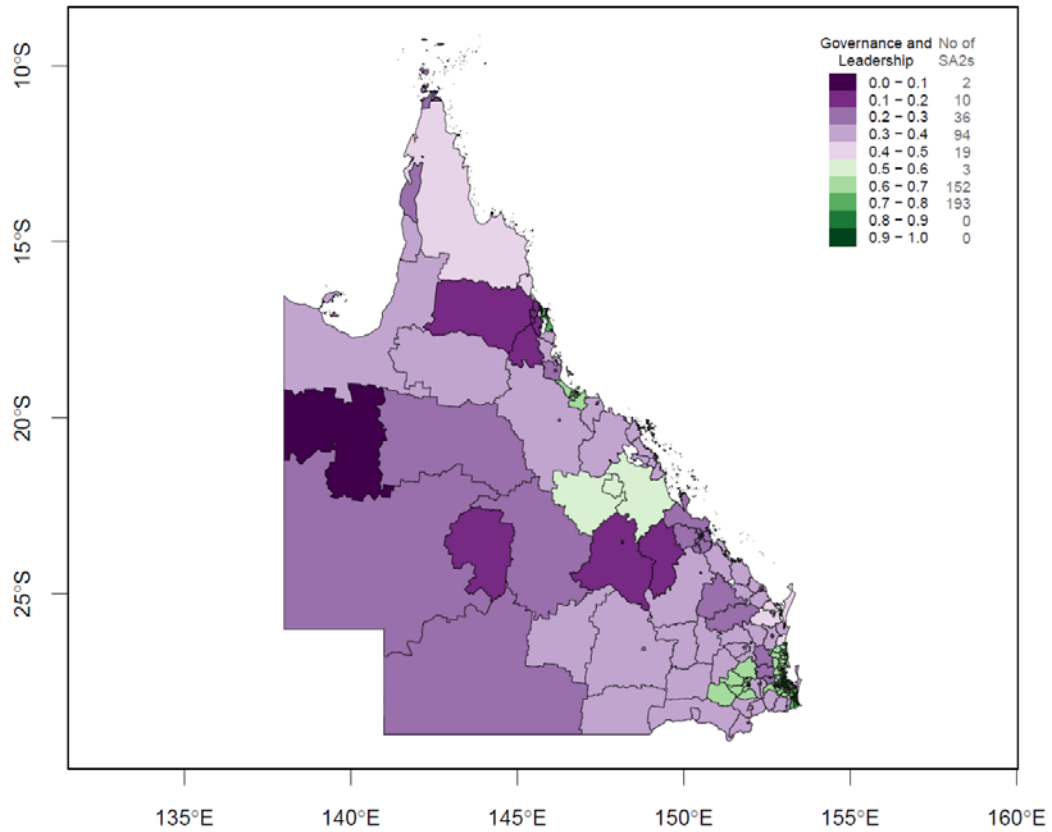 Governance and No of
Leadership SA2s
0.0 − 0.1 2
0.1 − 0.2 10
0.2 − 0.3 36
0.3 − 0.4 94
0.4 − 0.5 19
0.5 − 0.6 3
0.6 − 0.7 152
0.7 − 0.8 193
0.8 − 0.9 0
0.9 − 1.0 0
10°S
15°S
20°S
25°S
135°E 140°E 145°E 150°E 155°E 160°E